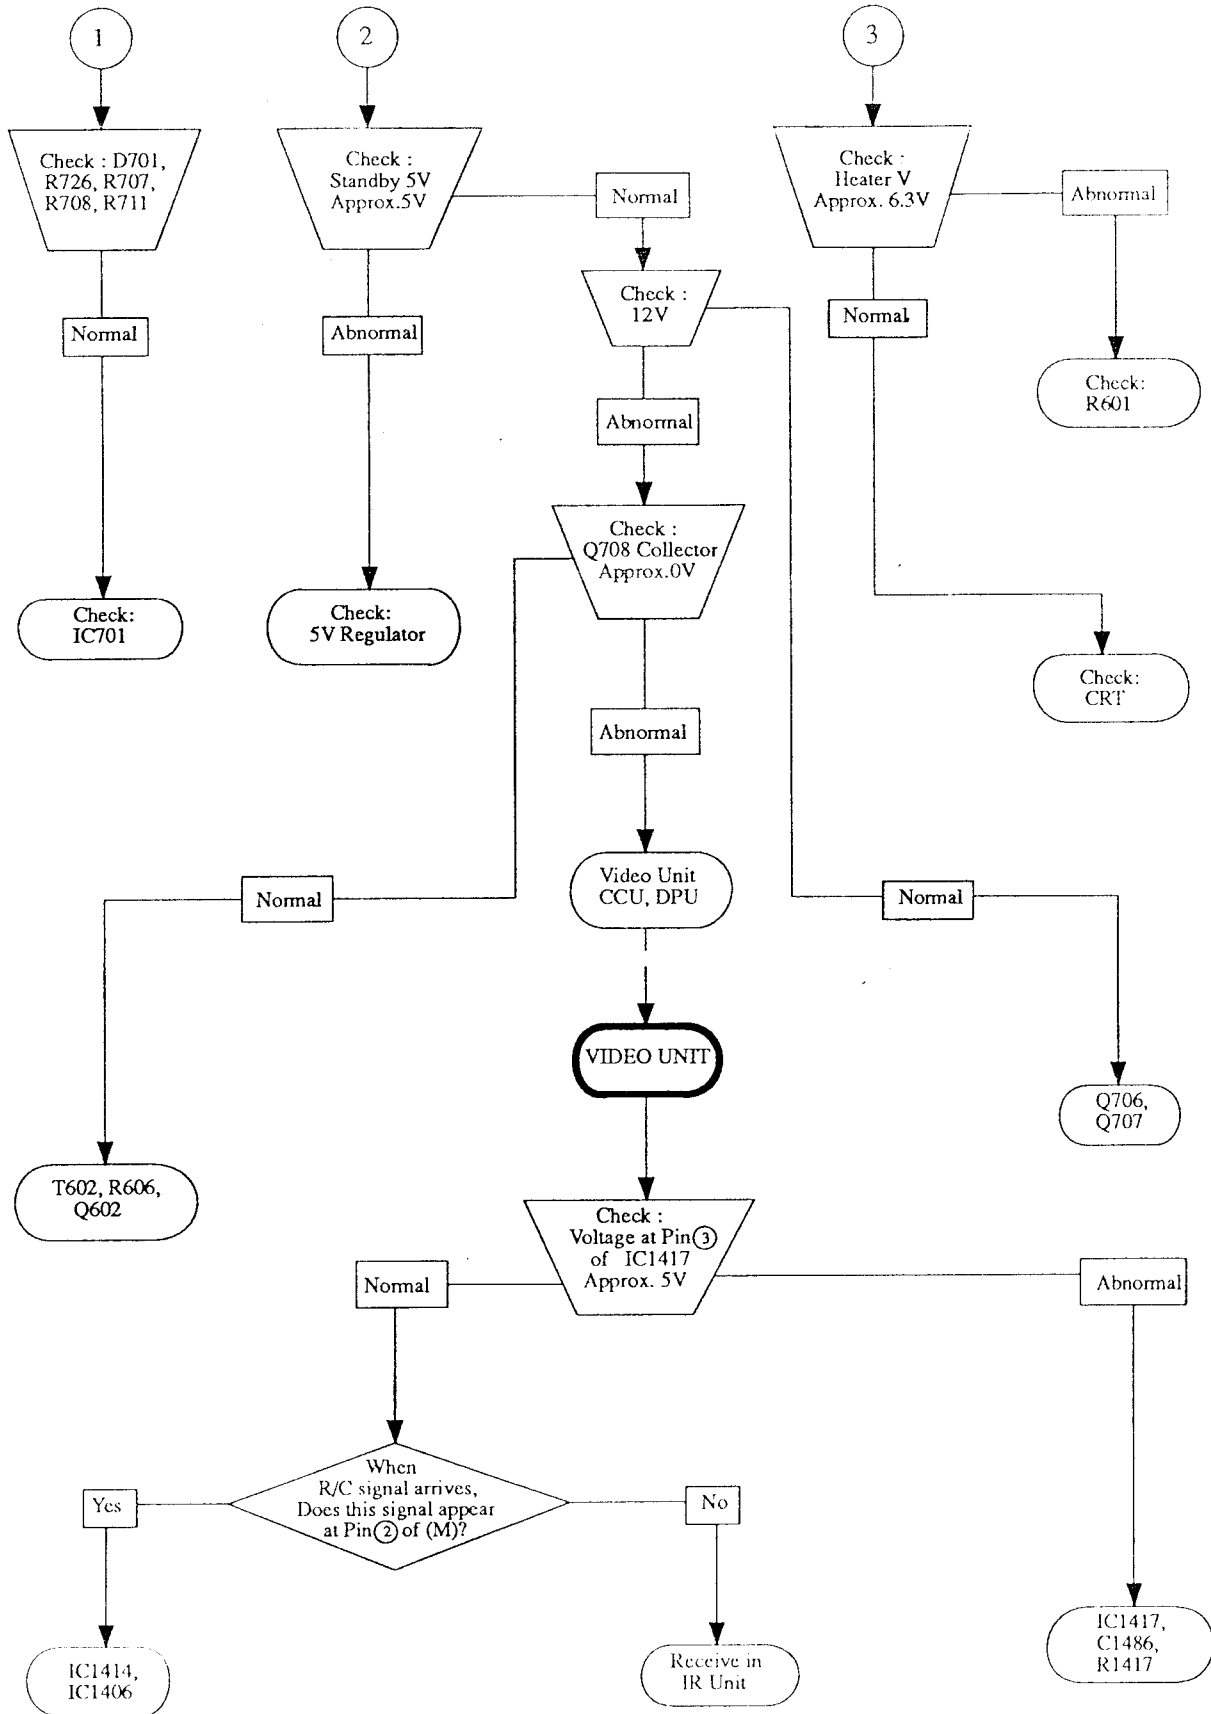 1
2
3
Check : D701,
R726, R707,
R708, R711
Check :
Standby 5V
Approx.5V
Normal
Check :
Heater V
Approx. 6.3V
Abnormal
Check :
12V
Normal
Abnormal
Normal.
Check:
R601
Abnormal
Check :
Q708 Collector
Approx.0V
Check:
IC701
Check:
5V Regulator
Check:
CRT
Abnormal
Video Unit
CCU, DPU
Normal
Normal
VIDEO UNIT
Q706,
Q707
T602, R606,
Q602
Check :
Voltage at Pin③
of IC1417
Approx. 5V
Normal
Abnormal
When
R/C signal arrives,
Does this signal appear
at Pin② of (M)?
Yes
No
IC1414,
IC1406
Receive in
IR Unit
IC1417,
C1486,
R1417